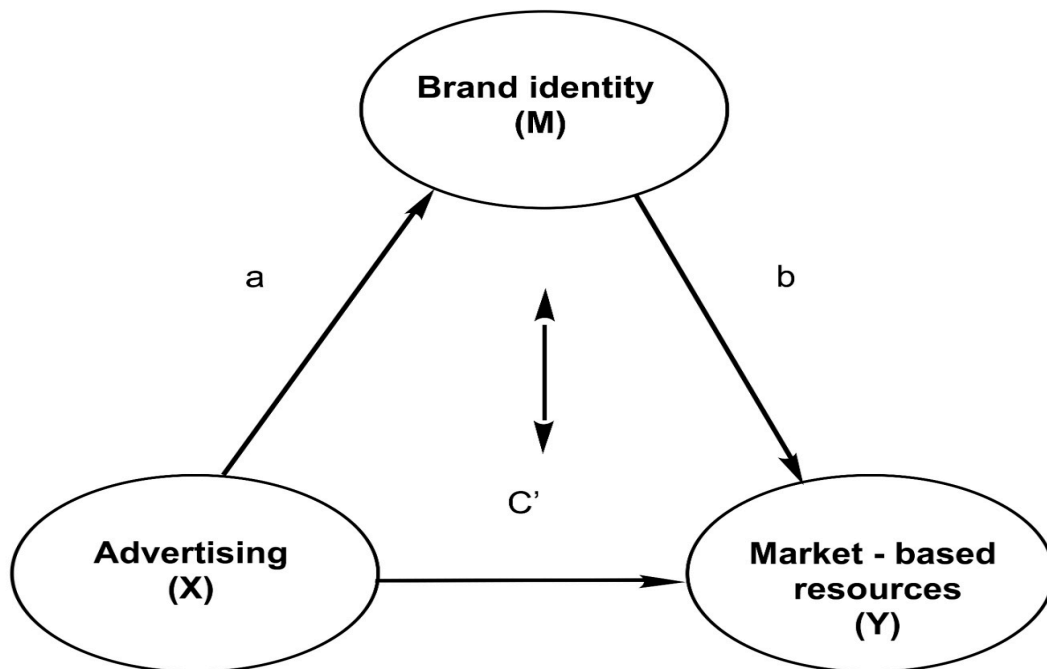 Brand identity
(M)
a
b
C’
Advertising
(X)
Market - based
resources
(Y)